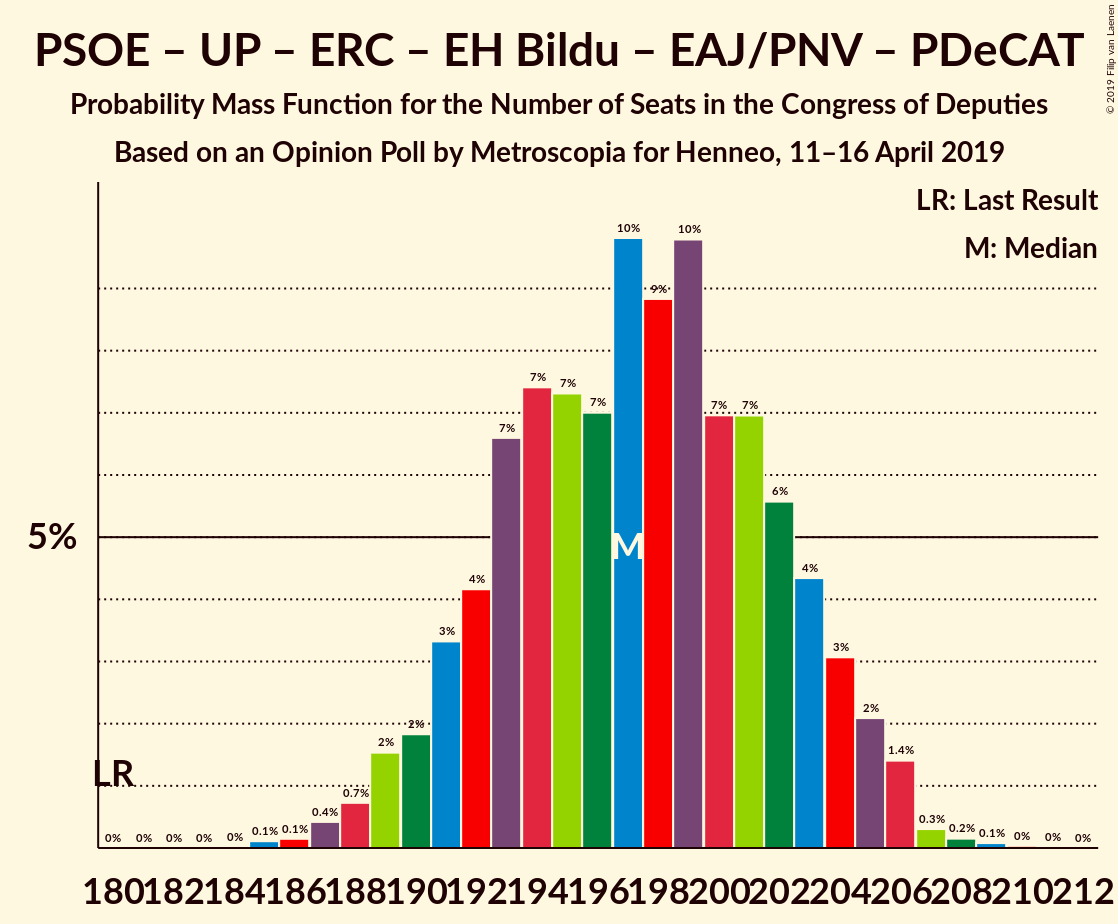 PSOE – UP – ERC – EH Bildu – EAJ/PNV – PDeCAT
Probability Mass Function for the Number of Seats in the Congress of Deputies
Based on an Opinion Poll by Metroscopia for Henneo, 11–16 April 2019
© 2019 Filip van Laenen
LR: Last Result
M: Median
5%
LR
M
0% 0% 0% 0% 0% 0.1% 0.1% 0.4% 0.7% 2% 2% 3% 4% 7% 7% 7% 7% 10% 9% 10% 7% 7% 6% 4% 3% 2% 1.4% 0.3% 0.2% 0.1% 0% 0% 0%
180 182 184 186 188 190 192 194 196 198 200 202 204 206 208 210 212